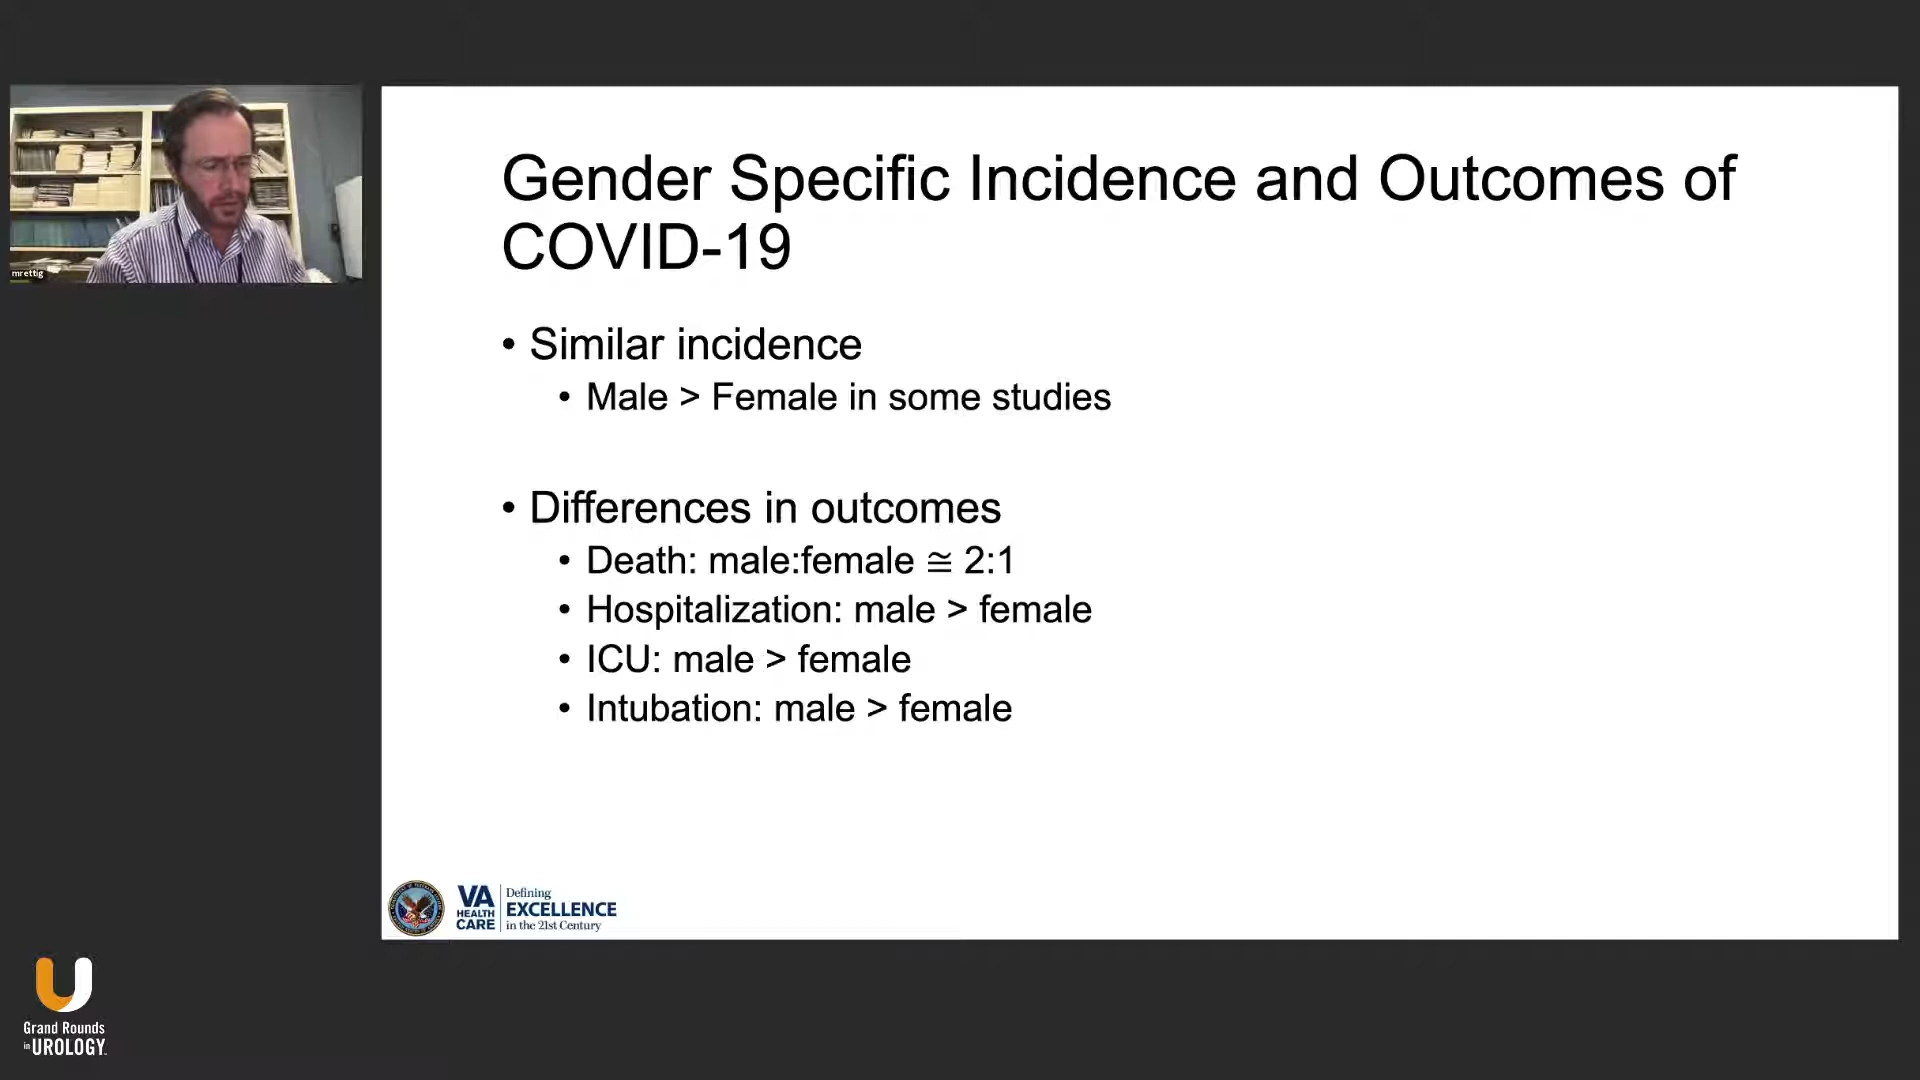 mrettig
Gender Specific Incidence and Outcomes of
COVID-19
• Similar incidence
• Male > Female in some studies
• Differences in outcomes
• Death: male:female ≅ 2:1
• Hospitalization: male > female
• ICU: male > female
• Intubation: male > female
VA
HEALTH
CARE
Defining
EXCELLENCE
in the 21st Century
Grand Rounds
in UROLOGY